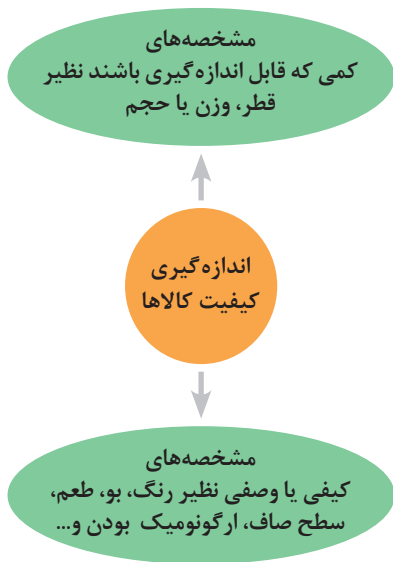 مشخصه‌های
کمی که قابل اندازه‌گیری باشند نظیر
قطر، وزن یا حجم
اندازه‌گیری
کیفیت کالاها
مشخصه‌های
کیفی یا وصفی نظیر رنگ، بو، طعم،
سطح صاف، ارگونومیک بودن و...